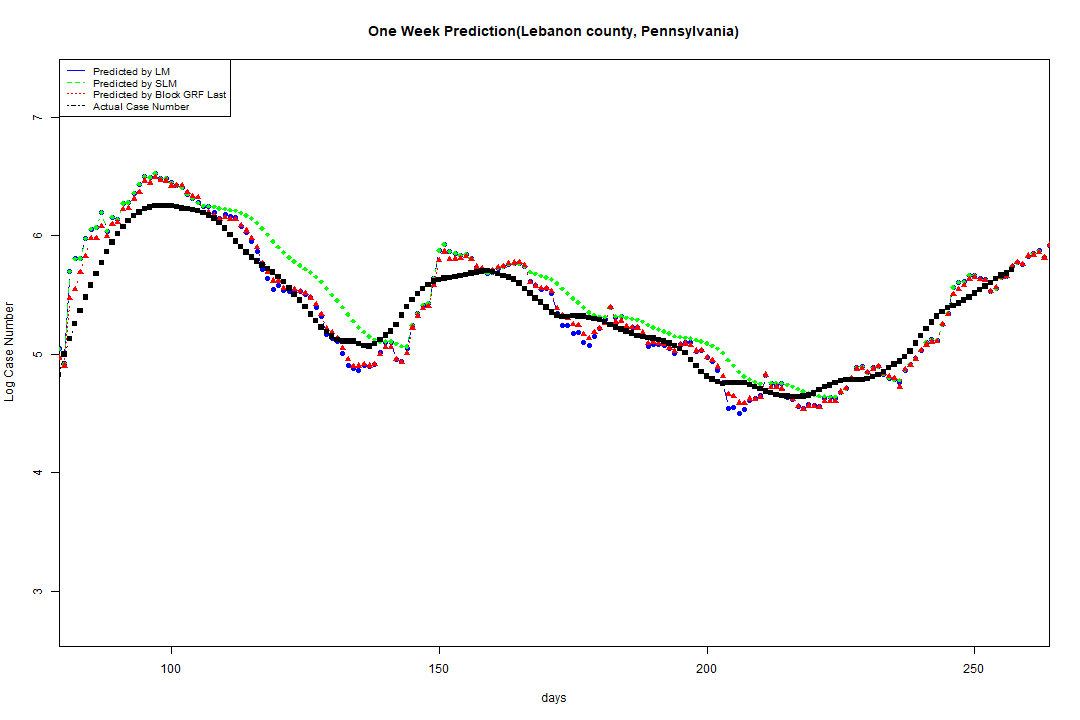 One Week Prediction(Lebanon county, Pennsylvania)
Predicted by LM
Predicted by SLM
Predicted by Block GRF Last
Actual Case Number
7
6
5
4
3
Log Case Number
100 150 200 250
days